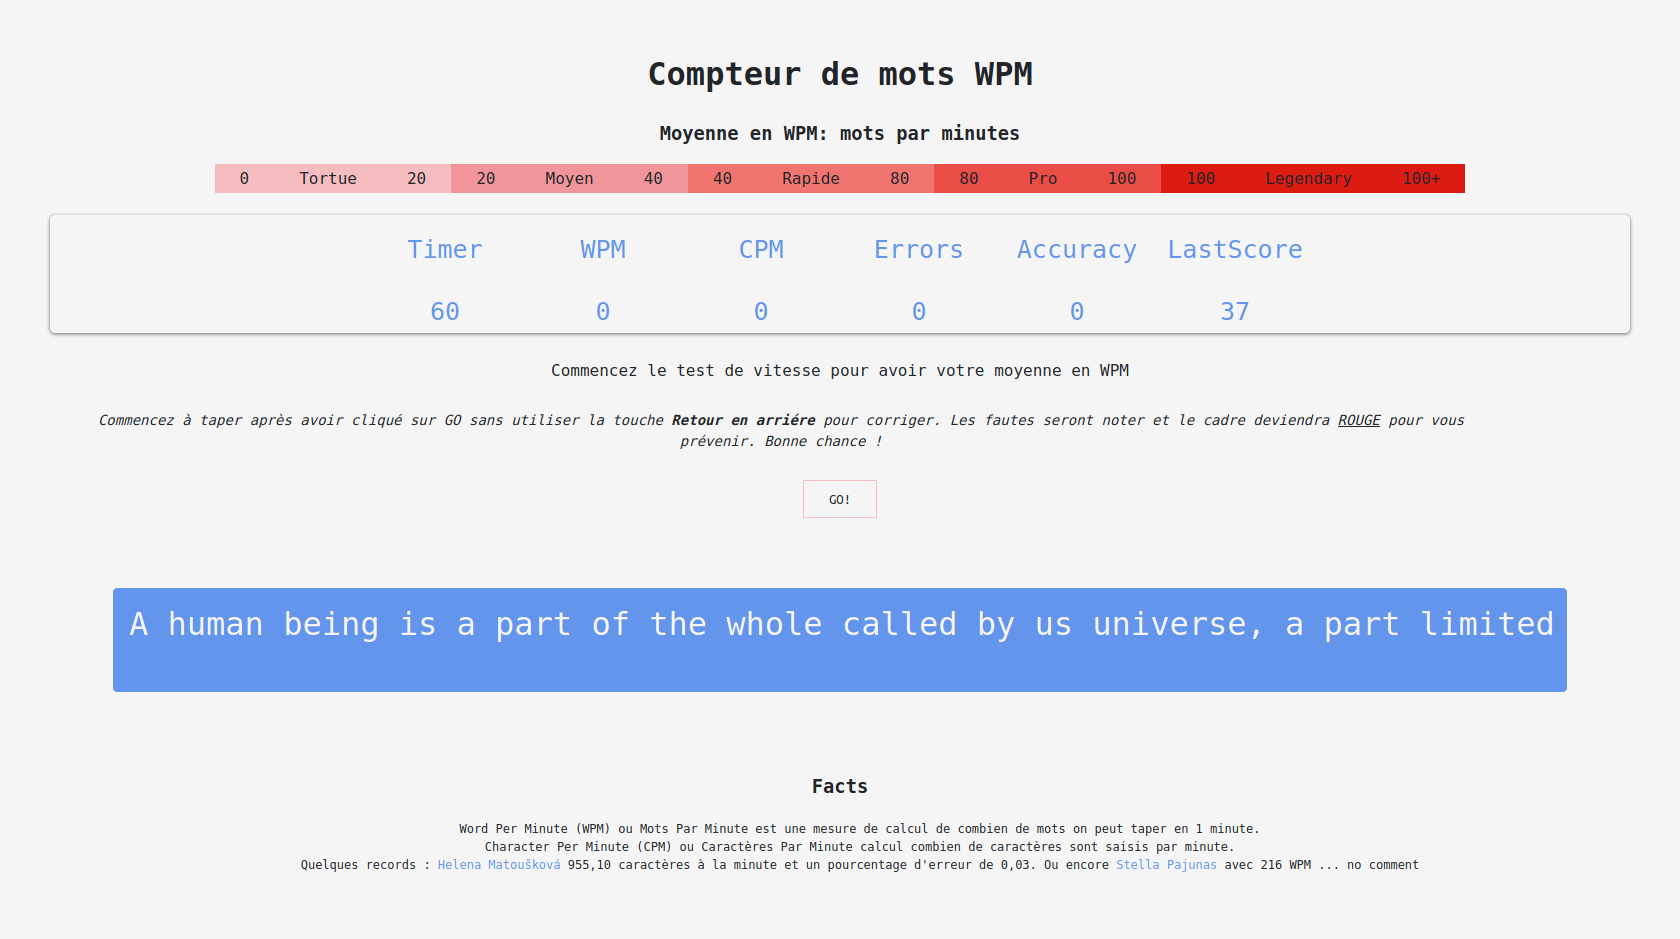 Compteur de mots WPM
Moyenne en WPM: mots par minutes
0 Tortue 20 20 Moyen 40 40 Rapide 80 80 Pro 100 100 Legendary 100+
Timer WPM CPM Errors Accuracy LastScore
60 0 0 0 0 37
Commencez le test de vitesse pour avoir votre moyenne en WPM
Commencez à taper après avoir cliqué sur GO sans utiliser la touche Retour en arriére pour corriger. Les fautes seront noter et le cadre deviendra ROUGE pour vous
prévenir. Bonne chance !
GO!
A human being is a part of the whole called by us universe, a part limited
Facts
Word Per Minute (WPM) ou Mots Par Minute est une mesure de calcul de combien de mots on peut taper en 1 minute.
Character Per Minute (CPM) ou Caractères Par Minute calcul combien de caractères sont saisis par minute.
Quelques records : Helena Matoušková 955,10 caractères à la minute et un pourcentage d'erreur de 0,03. Ou encore Stella Pajunas avec 216 WPM ... no comment